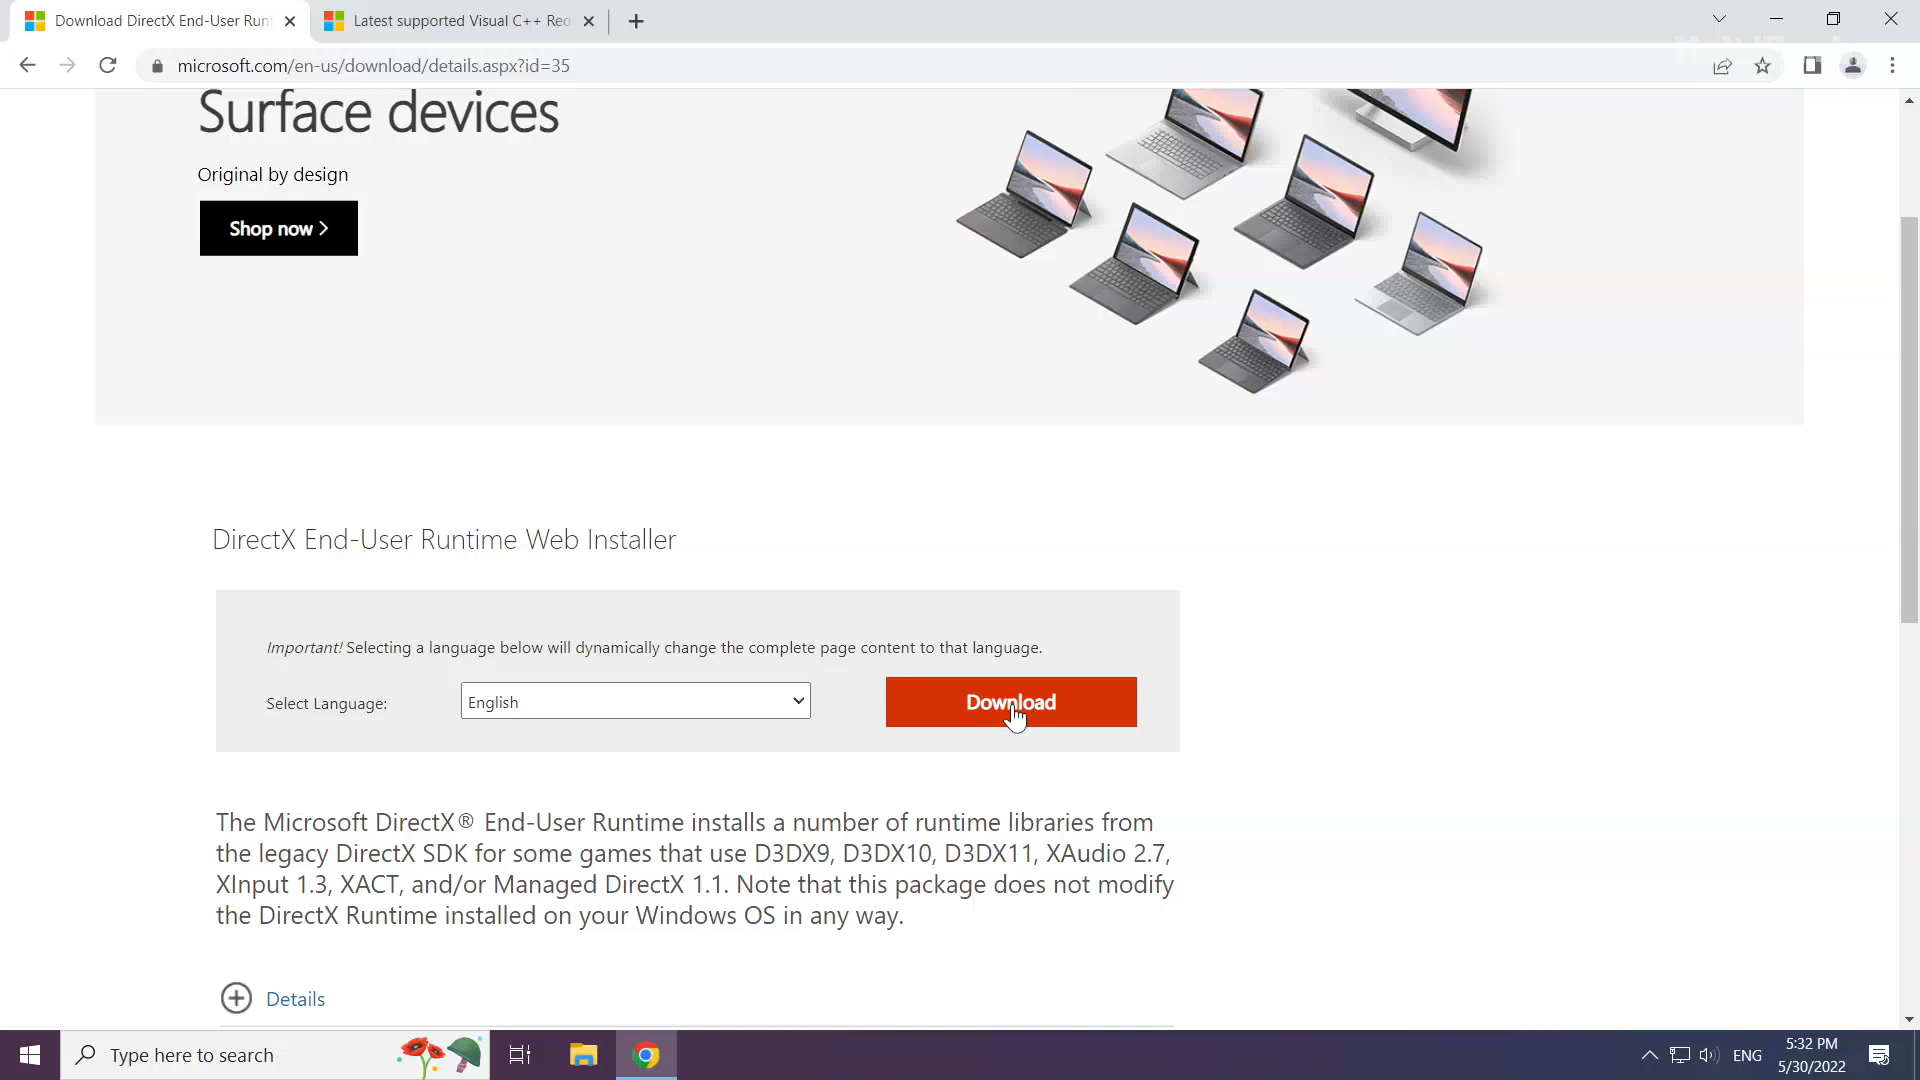 Download DirectX End-User Runt
Latest supported Visual C++ Red
microsoft.com/en-us/download/details.aspx?id=35
Surface devices
Original by design
Shop now
DirectX End-User Runtime Web Installer
Important! Selecting a language below will dynamically change the complete page content to that language.
Select Language:
English
Download
The Microsoft DirectX® End-User Runtime installs a number of runtime libraries from
the legacy DirectX SDK for some games that use D3DX9, D3DX10, D3DX11, XAudio 2.7,
XInput 1.3, XACT, and/or Managed DirectX 1.1. Note that this package does not modify
the DirectX Runtime installed on your Windows OS in any way.
Details
Type here to search
ENG
5:32 PM
5/30/2022